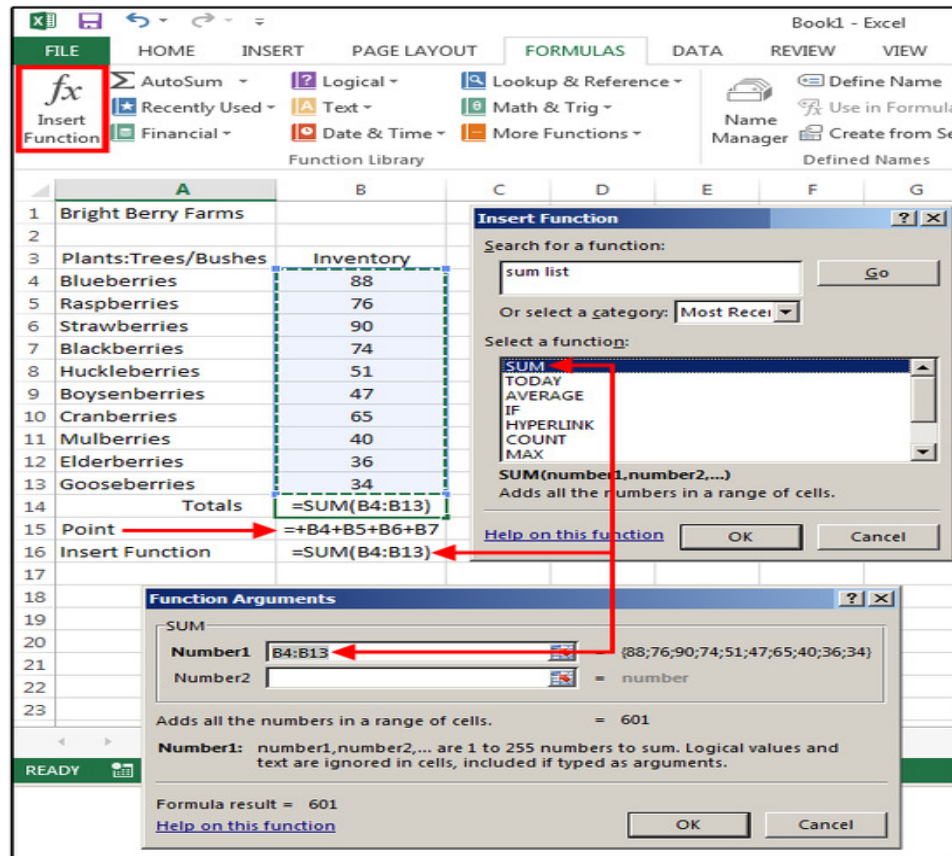 Book1 - Excel
FILE HOME INSERT PAGE LAYOUT FORMULAS DATA REVIEW VIEW
fx Insert Function
AutoSum
Recently Used
Financial
Logical
Text
Date & Time
Lookup & Reference
Math & Trig
More Functions
Function Library
Name Manager
Define Name
Use in Formula
Create from Se
Defined Names
A B C D E F G
1 Bright Berry Farms
2
3 Plants:Trees/Bushes Inventory
4 Blueberries 88
5 Raspberries 76
6 Strawberries 90
7 Blackberries 74
8 Huckleberries 51
9 Boysenberries 47
10 Cranberries 65
11 Mulberries 40
12 Elderberries 36
13 Gooseberries 34
14 Totals =SUM(B4:B13)
15 Point =+B4+B5+B6+B7
16 Insert Function =SUM(B4:B13)
17
18
19
20
21
22
23
Insert Function
Search for a function:
sum list
Go
Or select a category: Most Recei
Select a function:
SUM
TODAY
AVERAGE
IF
HYPERLINK
COUNT
MAX
SUM(number1,number2,...)
Adds all the numbers in a range of cells.
Help on this function OK Cancel
Function Arguments
SUM
Number1 B4:B13 = {88;76;90;74;51;47;65;40;36;34}
Number2 = number
Adds all the numbers in a range of cells. = 601
Number1: number1,number2,... are 1 to 255 numbers to sum. Logical values and
text are ignored in cells, included if typed as arguments.
Formula result = 601
Help on this function OK Cancel
READY